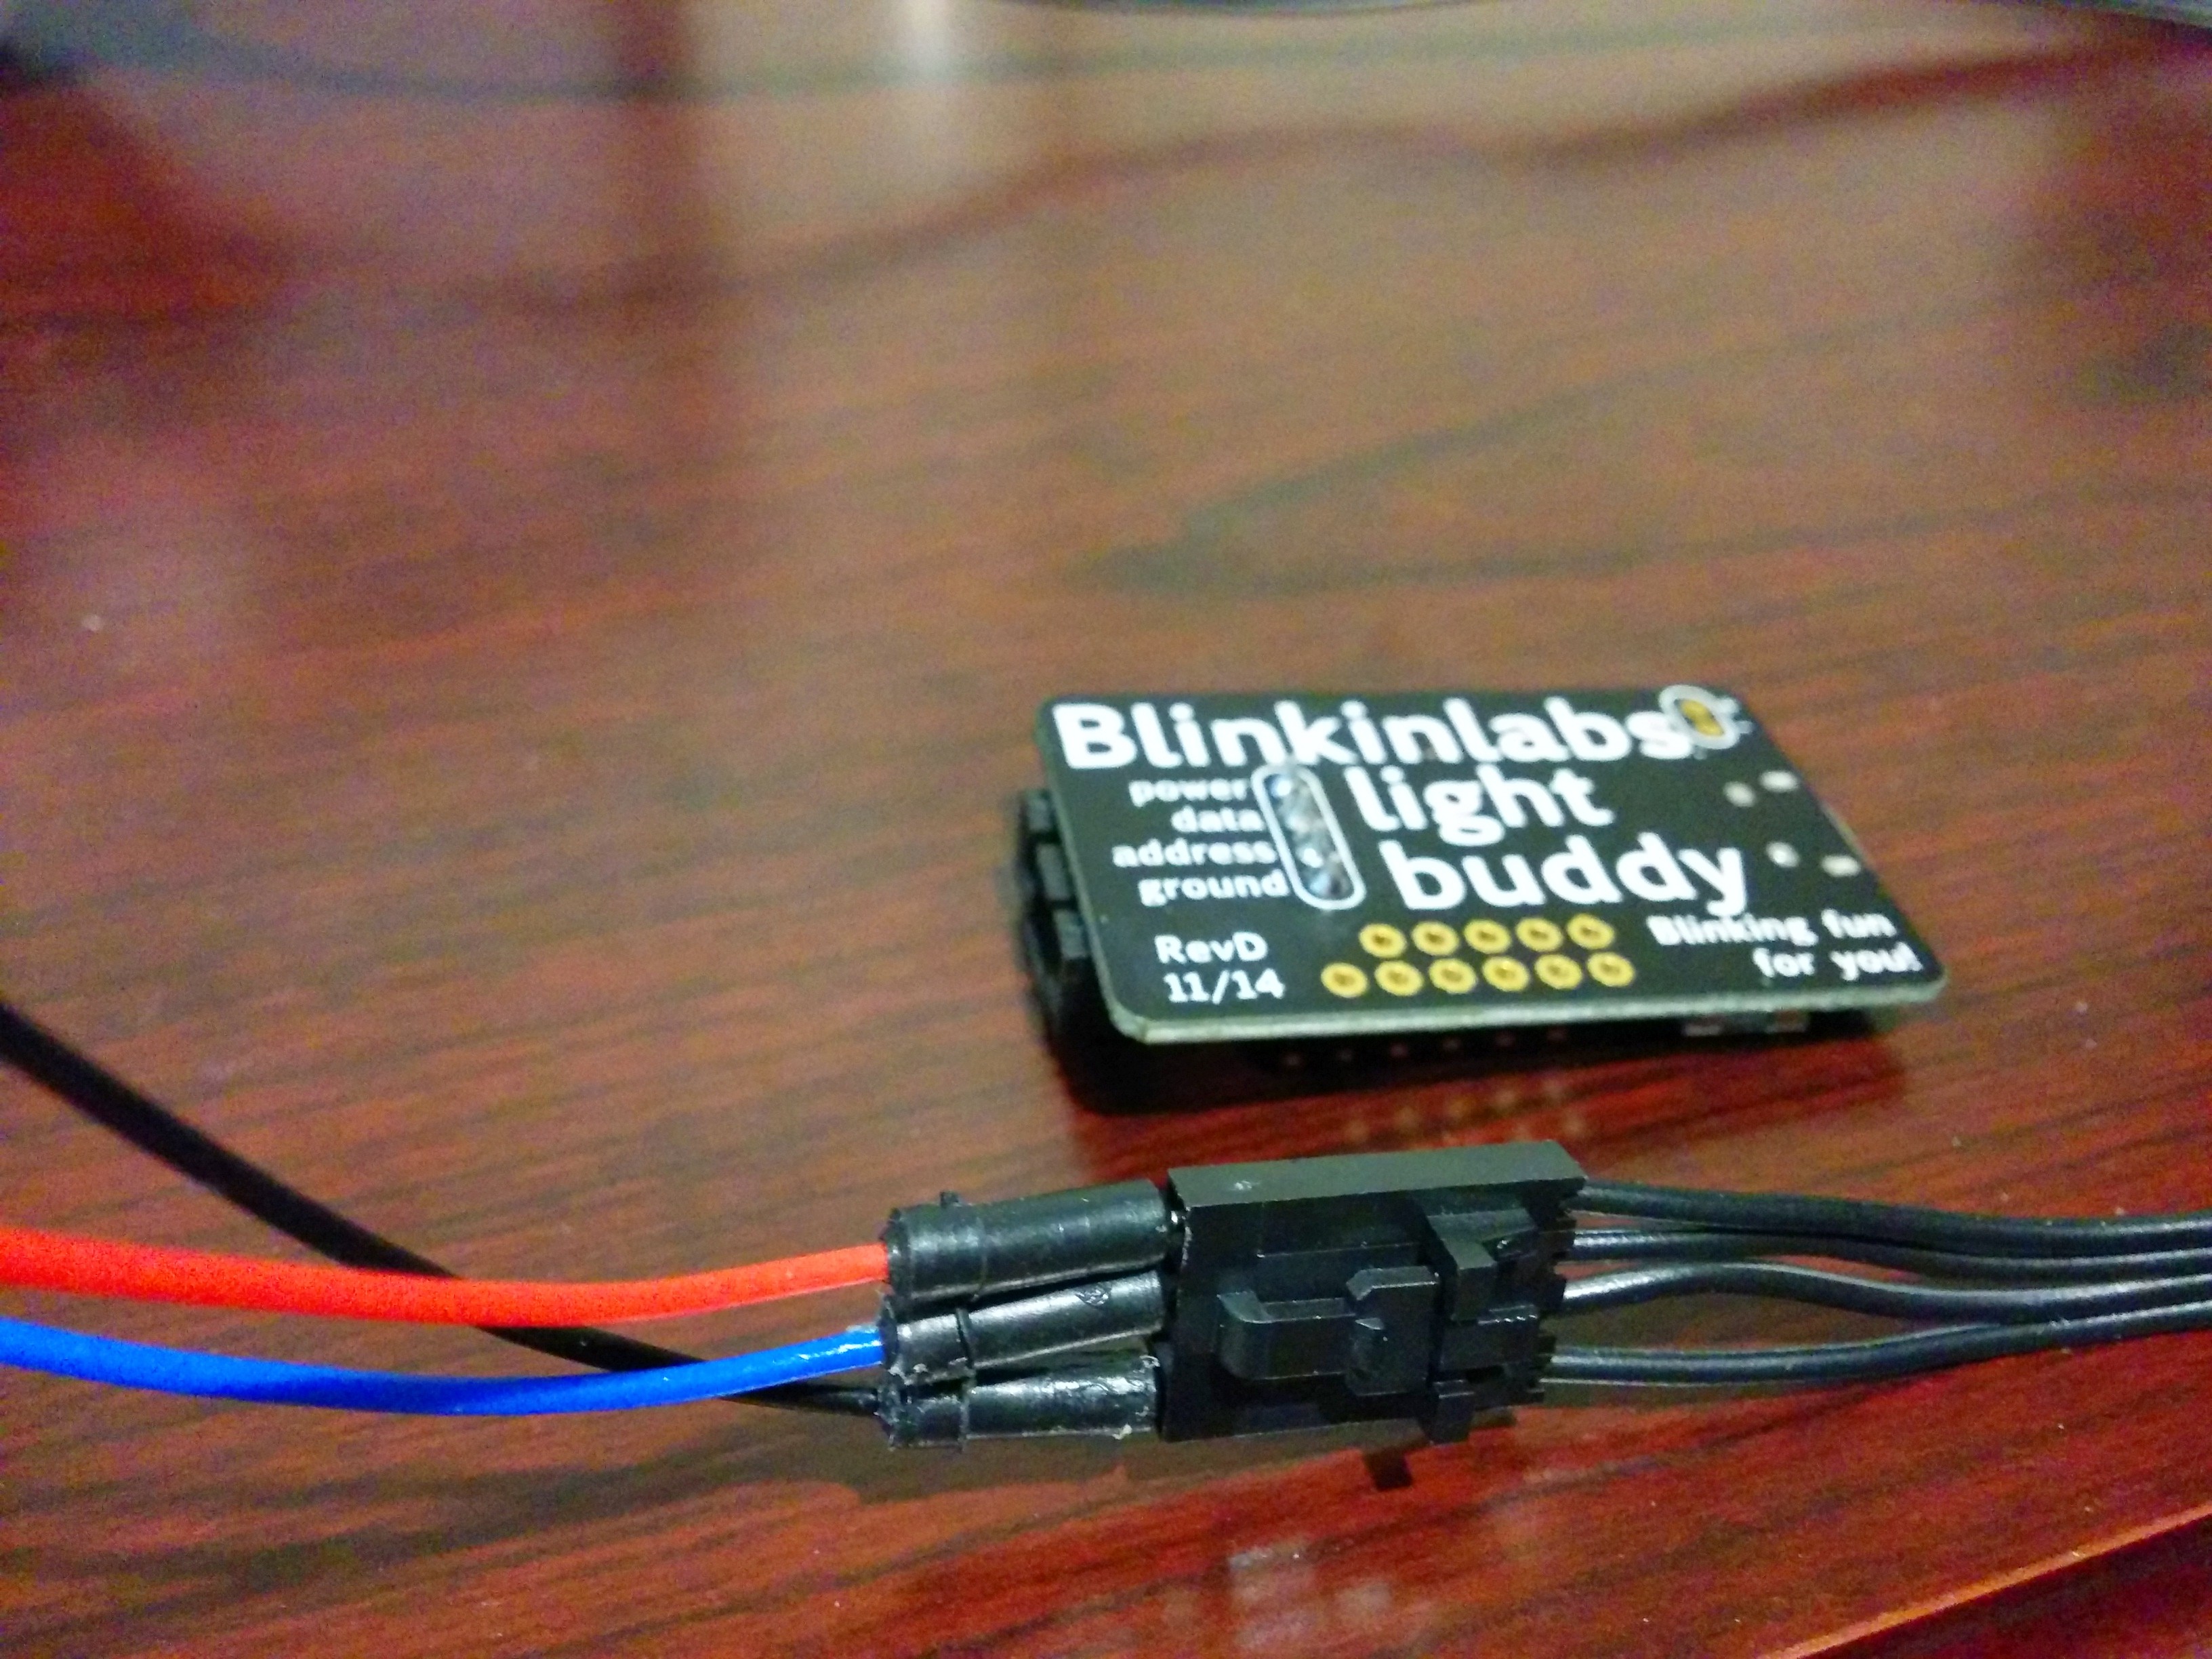 Blinkinlabs
power
data
address
ground
light
buddy
RevD
11/14
Blinking fun
for you!